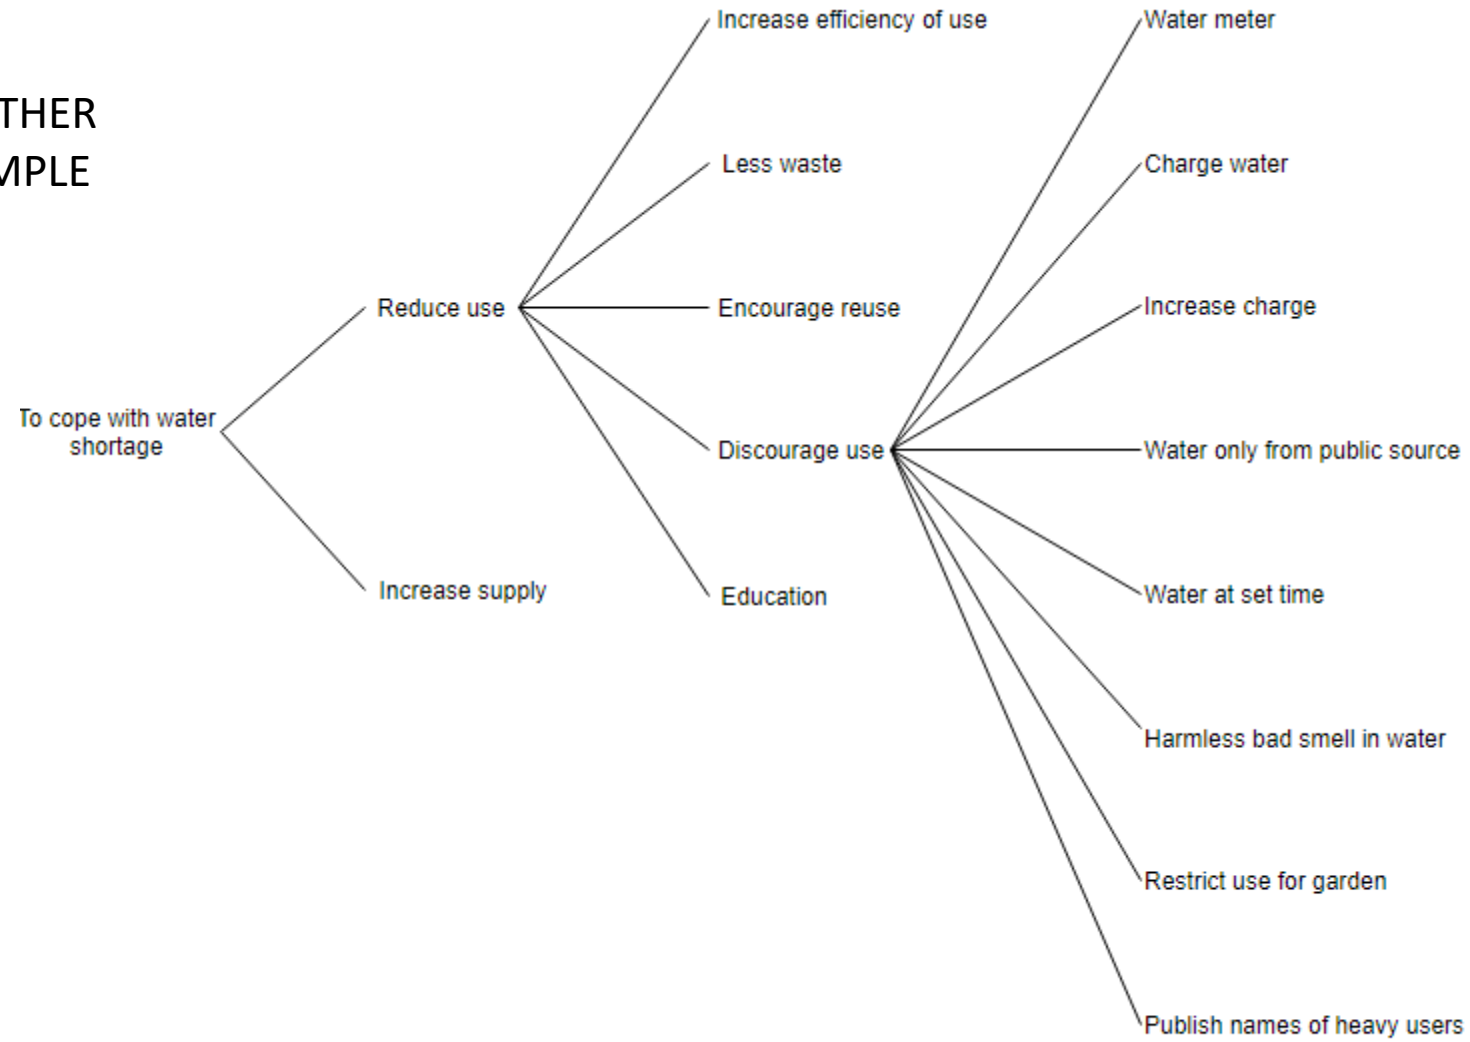 THER
MPLE
To cope with water
shortage
Reduce use
Increase supply
Increase efficiency of use
Less waste
Encourage reuse
Discourage use
Education
Water meter
Charge water
Increase charge
Water only from public source
Water at set time
Harmless bad smell in water
Restrict use for garden
Publish names of heavy users